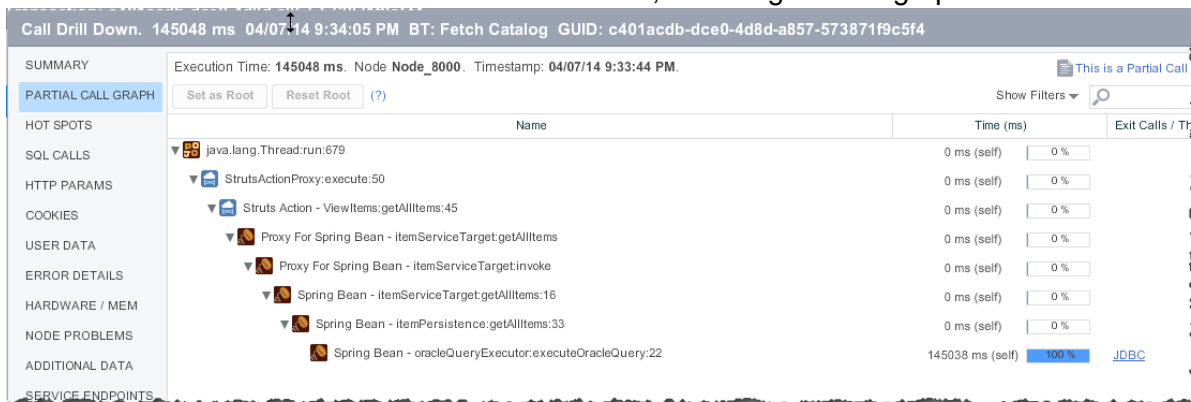 Call Drill Down. 145048 ms 04/07/14 9:34:05 PM BT: Fetch Catalog GUID: c401acdb-dce0-4d8d-a857-573871f9c5f4
SUMMARY
Execution Time: 145048 ms. Node Node_8000. Timestamp: 04/07/14 9:33:44 PM.
This is a Partial Call
PARTIAL CALL GRAPH
Set as Root
Reset Root
(?)
Show Filters
HOT SPOTS
Name
Time (ms)
Exit Calls / Th
SQL CALLS
java.lang.Thread:run:679
0 ms (self)
0 %
HTTP PARAMS
StrutsActionProxy:execute:50
0 ms (self)
0 %
COOKIES
Struts Action - ViewItems:getAllItems:45
0 ms (self)
0 %
USER DATA
Proxy For Spring Bean - itemServiceTarget:getAllItems
0 ms (self)
0 %
ERROR DETAILS
Proxy For Spring Bean - itemServiceTarget:invoke
0 ms (self)
0 %
HARDWARE / MEM
Spring Bean - itemServiceTarget:getAllItems:16
0 ms (self)
0 %
NODE PROBLEMS
Spring Bean - itemPersistence:getAllItems:33
0 ms (self)
0 %
ADDITIONAL DATA
Spring Bean - oracleQueryExecutor:executeOracleQuery:22
145038 ms (self)
100 %
JDBC
SERVICE ENDPOINTS